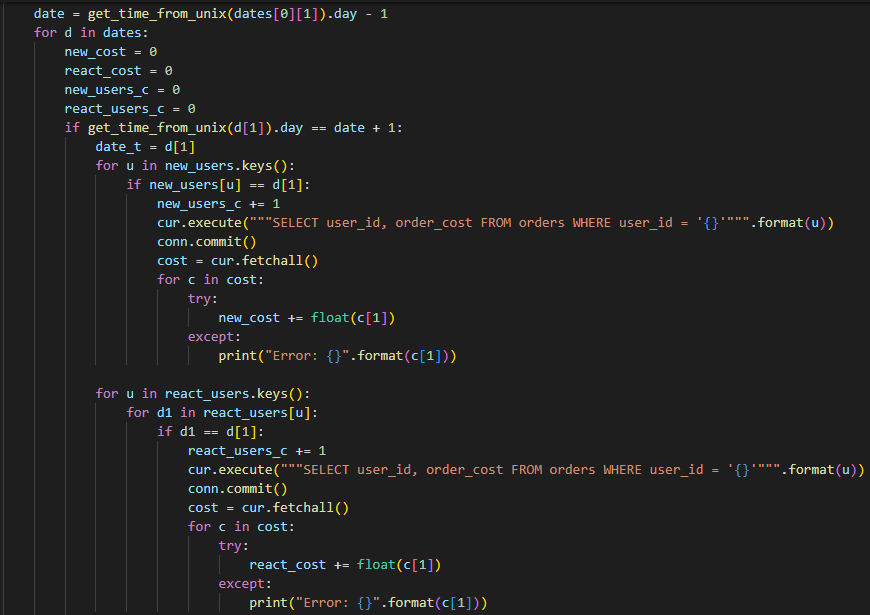 date = get_time_from_unix(dates[0][1]).day - 1
for d in dates:
    new_cost = 0
    react_cost = 0
    new_users_c = 0
    react_users_c = 0
    if get_time_from_unix(d[1]).day == date + 1:
        date_t = d[1]
        for u in new_users.keys():
            if new_users[u] == d[1]:
                new_users_c += 1
                cur.execute("""SELECT user_id, order_cost FROM orders WHERE user_id = '{}'""".format(u))
                conn.commit()
                cost = cur.fetchall()
                for c in cost:
                    try:
                        new_cost += float(c[1])
                    except:
                        print("Error: {}".format(c[1]))

        for u in react_users.keys():
            for d1 in react_users[u]:
                if d1 == d[1]:
                    react_users_c += 1
                    cur.execute("""SELECT user_id, order_cost FROM orders WHERE user_id = '{}'""".format(u))
                    conn.commit()
                    cost = cur.fetchall()
                    for c in cost:
                        try:
                            react_cost += float(c[1])
                        except:
                            print("Error: {}".format(c[1]))